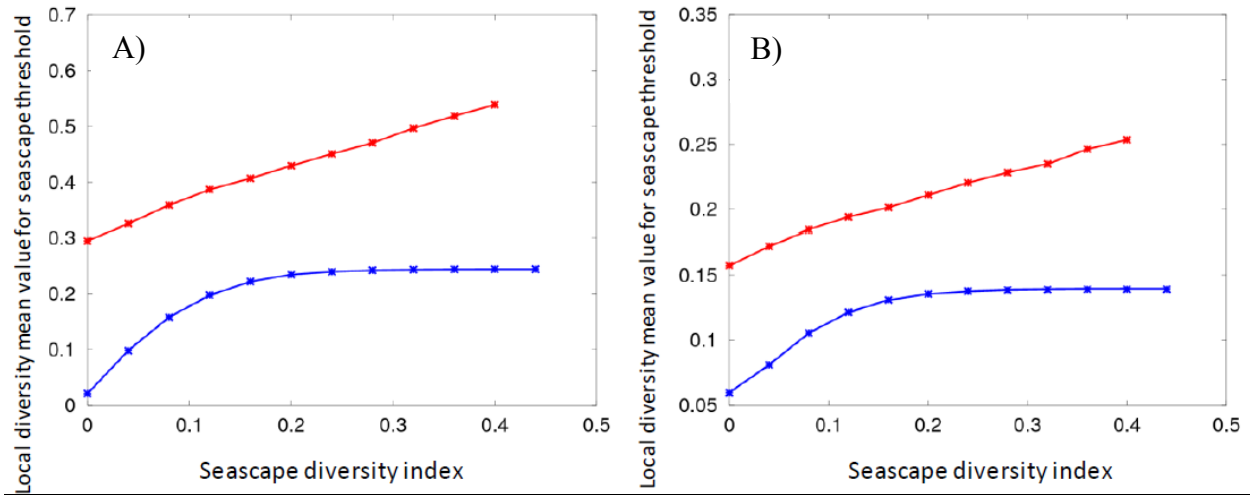 A)
Local diversity mean value for seascape threshold
0.7
0.6
0.5
0.4
0.3
0.2
0.1
0
0 0.1 0.2 0.3 0.4 0.5
Seascape diversity index
B)
Local diversity mean value for seascape threshold
0.35
0.3
0.25
0.2
0.15
0.1
0.05
0 0.1 0.2 0.3 0.4 0.5
Seascape diversity index